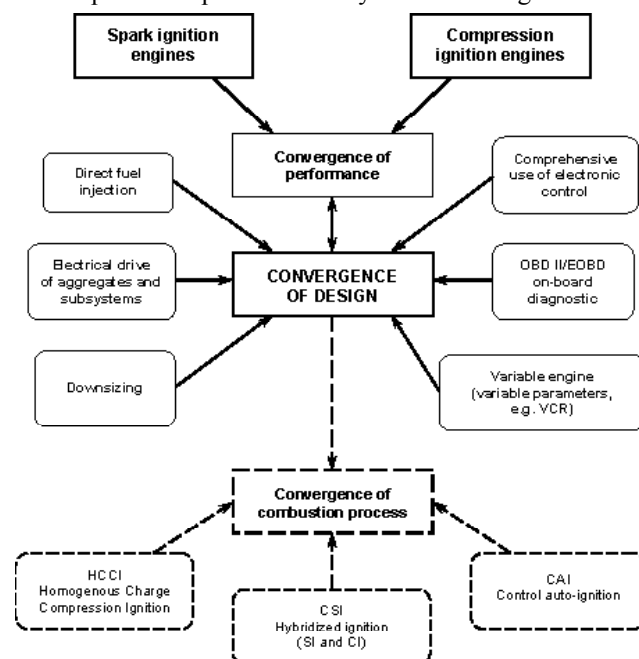 Spark ignition
engines
Compression
ignition engines
Convergence of
performance
Direct fuel
injection
Comprehensive
use of electronic
control
Electrical drive
of aggregates and
subsystems
CONVERGENCE
OF DESIGN
OBD II/EOBD
on-board
diagnostic
Downsizing
Variable engine
(variable parameters,
e.g. VCR)
Convergence of
combustion process
HCCI
Homogenous Charge
Compression Ignition
CSI
Hybridized ignition
(SI and CI)
CAI
Control auto-ignition